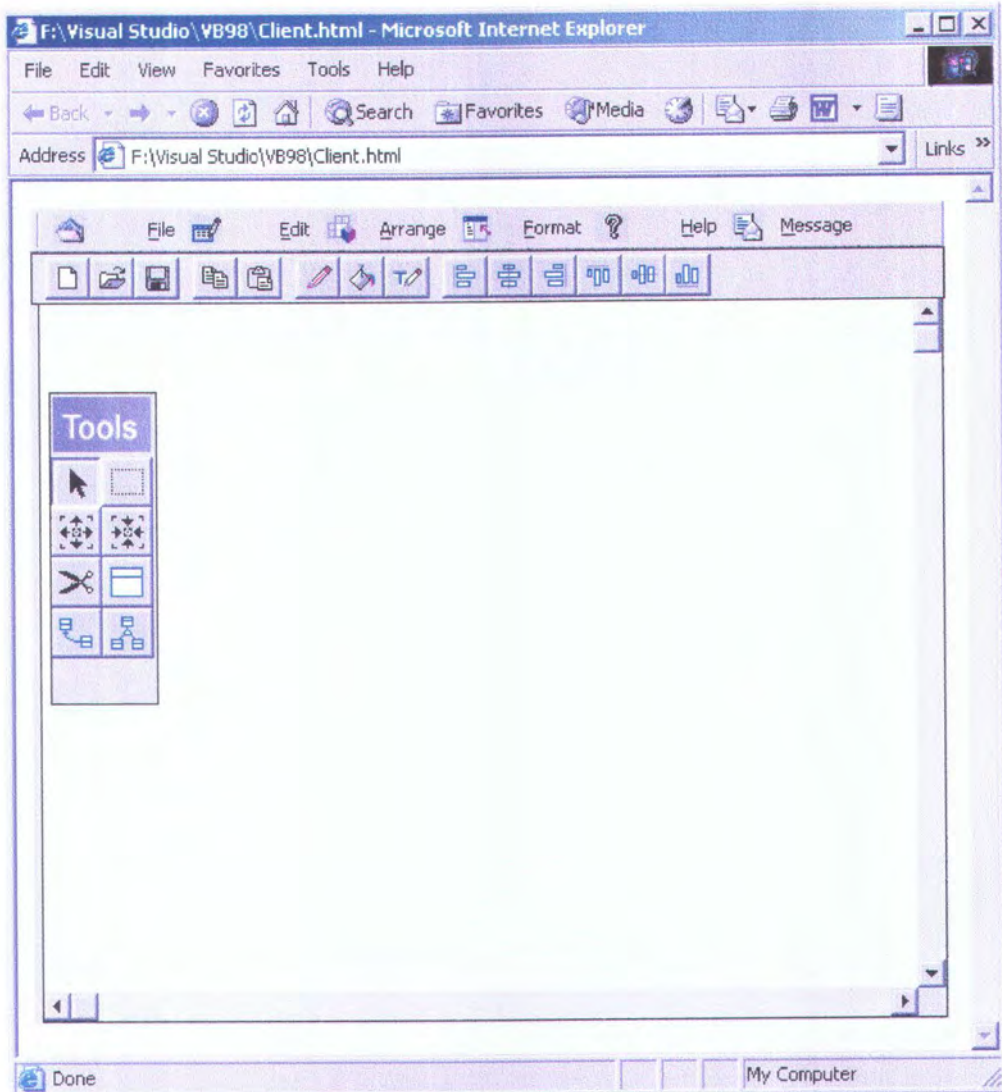 F:\Visual Studio\VB98\Client.html - Microsoft Internet Explorer
File Edit View Favorites Tools Help
Back Search Favorites Media
Address F:\Visual Studio\VB98\Client.html Links »
File Edit Arrange Format Help Message
Tools
Done My Computer